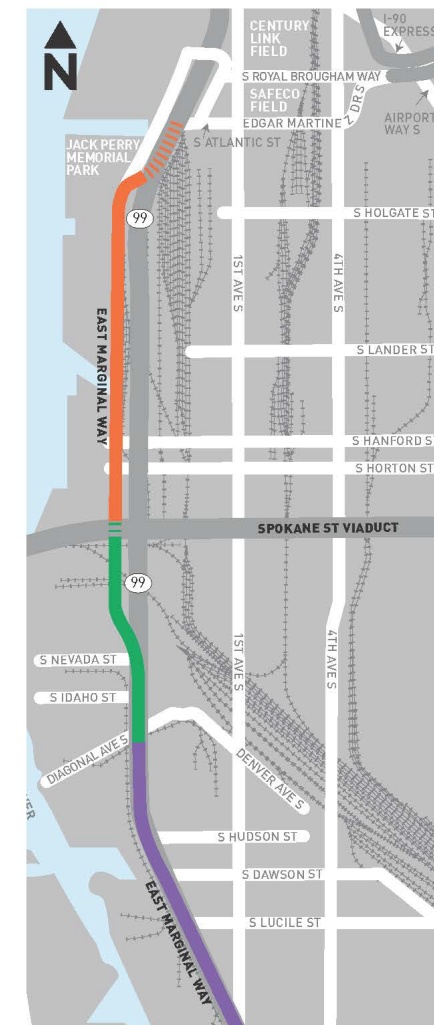 N
CENTURY
LINK
FIELD
I-90
EXPRESS
S ROYAL BROUGHAM WAY
SAFECO
FIELD
EDGAR MARTINEZ DR S
AIRPORT
WAY S
S ATLANTIC ST
JACK PERRY
MEMORIAL
PARK
99
S HOLGATE ST
1ST AVE S
4TH AVE S
EAST MARGINAL WAY
S LANDER ST
S HANFORD S
S HORTON ST
SPOKANE ST VIADUCT
99
S NEVADA ST
1ST AVE S
4TH AVE S
S IDAHO ST
DIAGONAL AVE S
DENVER AVE S
VER
S HUDSON ST
S DAWSON ST
EAST MARGINAL WAY
S LUCILE ST